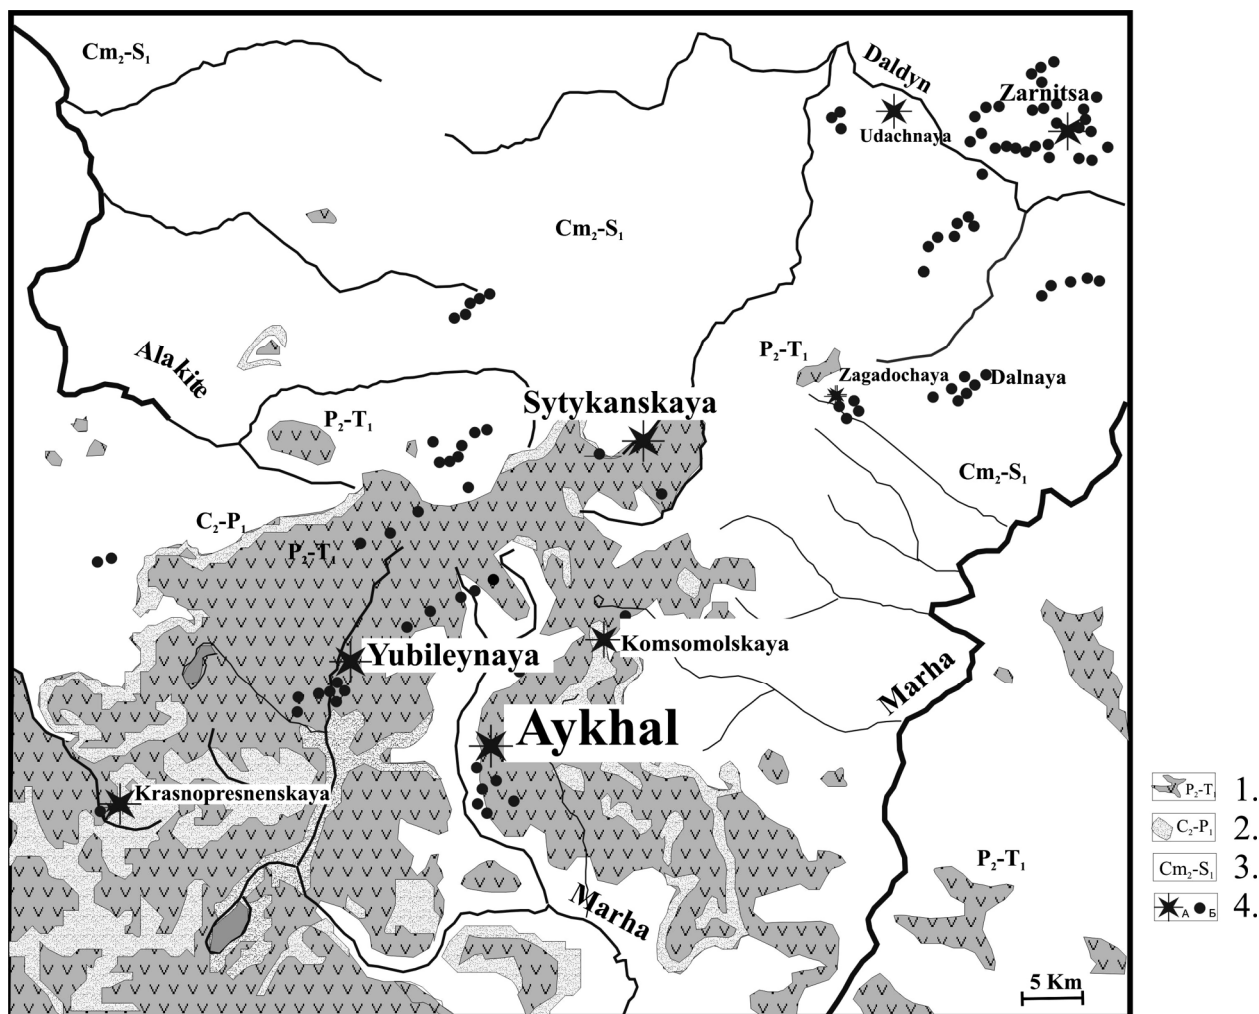 Cm₂-S₁
Daldyn
Zarnitsa
Udachnaya
Cm₂-S₁
Alakite
P₂-T₁
Zagadochaya
Dalnaya
Sytykanskaya
P₂-T₁
Cm₂-S₁
C₂-P₁
P₂-T₁
Yubileynaya
Komsomolskaya
Marha
Aykhal
Krasnopresnenskaya
P₂-T₁
Marha
5 Km
P₂-T₁ 1.
C₂-P₁ 2.
Cm₂-S₁ 3.
А Б 4.